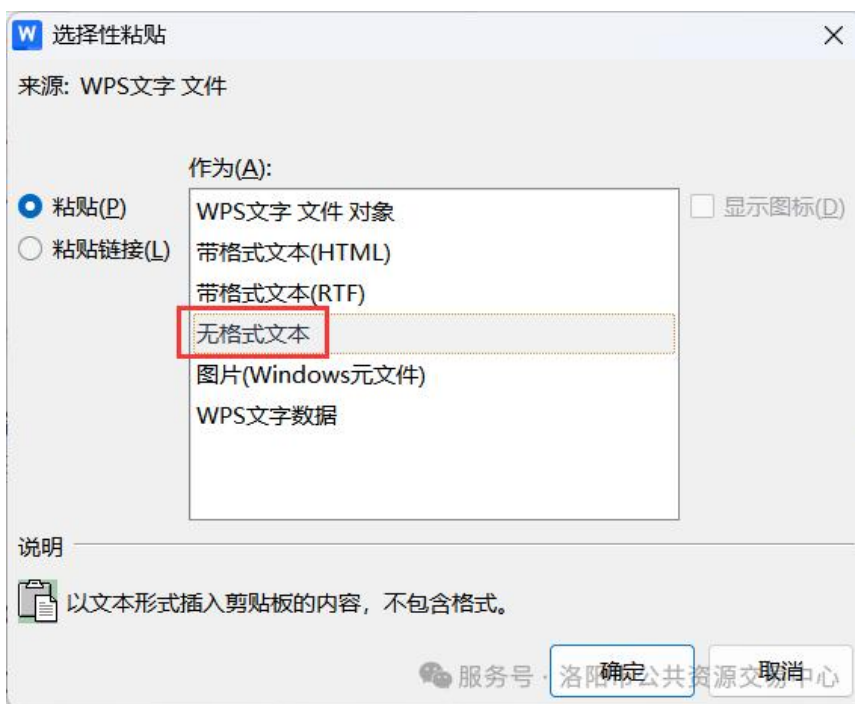 W 选择性粘贴
来源: WPS文字 文件
作为(A):
粘贴(P)
粘贴链接(L)
WPS文字 文件 对象
带格式文本(HTML)
带格式文本(RTF)
无格式文本
图片(Windows元文件)
WPS文字数据
显示图标(D)
说明
以文本形式插入剪贴板的内容，不包含格式。
确定
取消
服务号 · 洛阳市公共资源交易中心